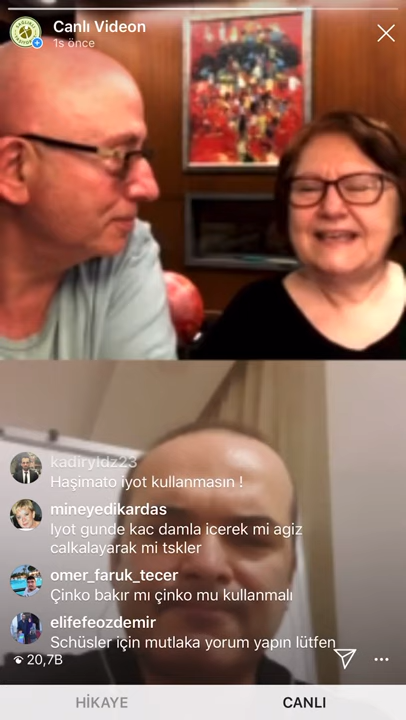 Canlı Videon
1s önce
kadiryldz23
Haşimato iyot kullanmasın !
mineyedikardas
Iyot gunde kac damla icerek mi agiz
calkalayarak mi tskler
omer_faruk_tecer
Çinko bakır mı çinko mu kullanmalı
elifefeozdemir
Schüsler için mutlaka yorum yapın lütfen
20,7B
HİKAYE
CANLI